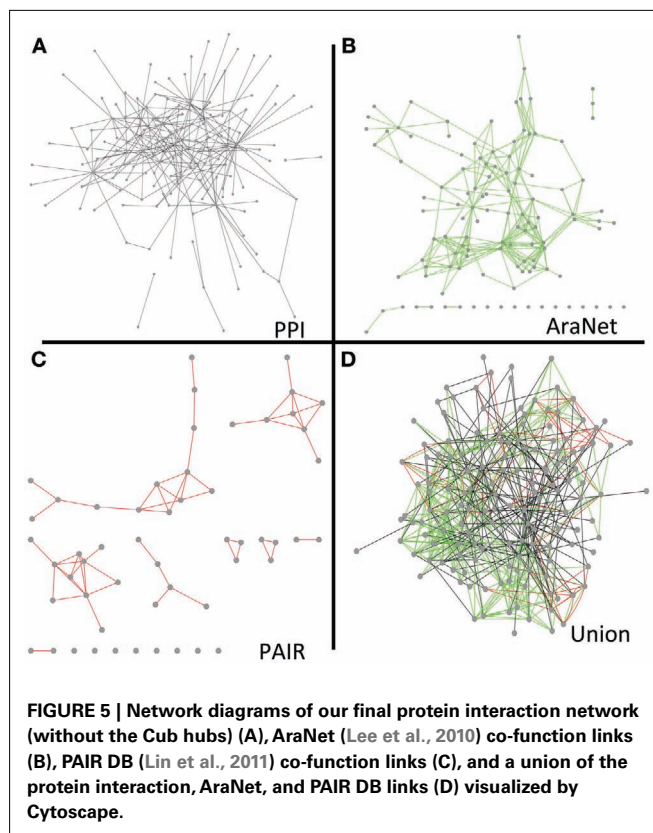 A
B
PPI
AraNet
C
D
PAIR
Union
FIGURE 5 | Network diagrams of our final protein interaction network
(without the Cub hubs) (A), AraNet (Lee et al., 2010) co-function links
(B), PAIR DB (Lin et al., 2011) co-function links (C), and a union of the
protein interaction, AraNet, and PAIR DB links (D) visualized by
Cytoscape.